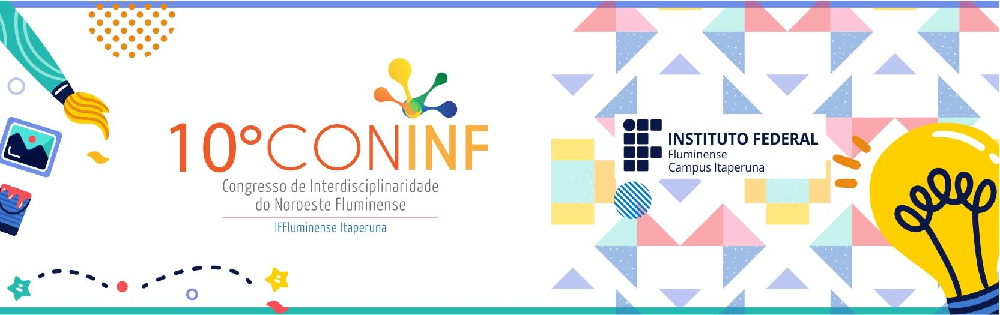 10°CONINF
Congresso de Interdisciplinaridade
do Noroeste Fluminense
IFFluminense Itaperuna
INSTITUTO FEDERAL
Fluminense
Campus Itaperuna